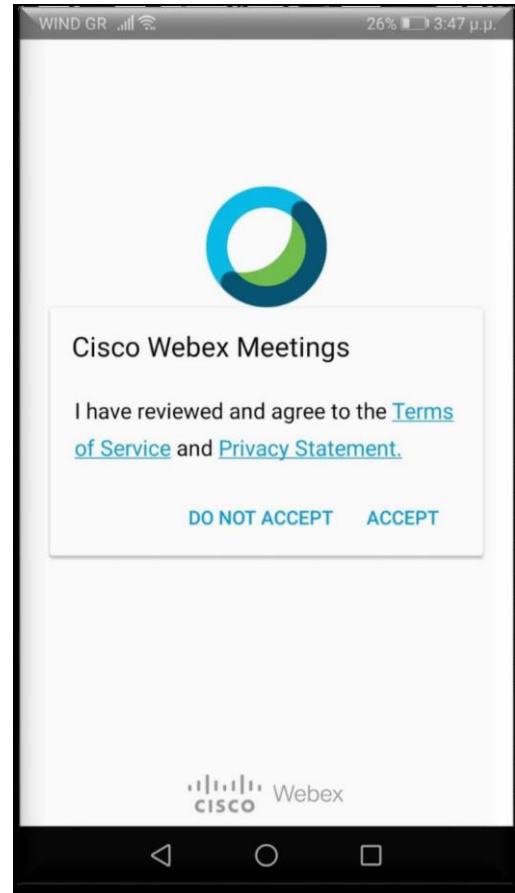 WIND GR 26% 3:47 μ.μ.
Cisco Webex Meetings
I have reviewed and agree to the Terms
of Service and Privacy Statement.
DO NOT ACCEPT ACCEPT
CISCO Webex